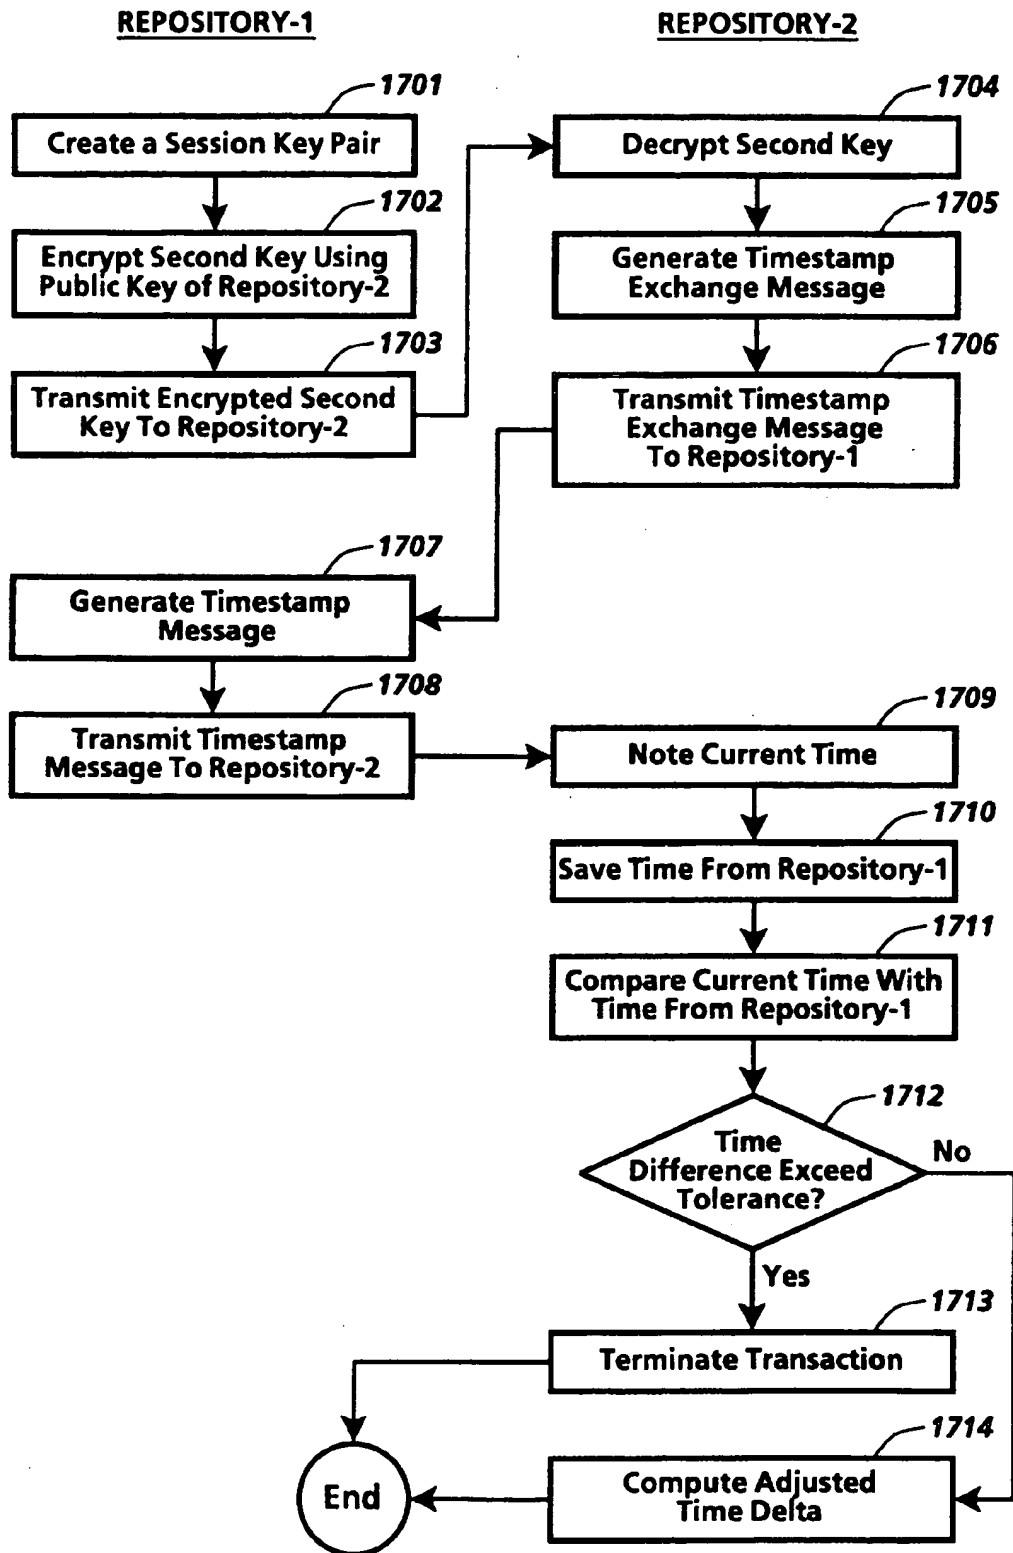 REPOSITORY-1
REPOSITORY-2
1701
Create a Session Key Pair
1702
Encrypt Second Key Using
Public Key of Repository-2
1703
Transmit Encrypted Second
Key To Repository-2
1704
Decrypt Second Key
1705
Generate Timestamp
Exchange Message
1706
Transmit Timestamp
Exchange Message
To Repository-1
1707
Generate Timestamp
Message
1708
Transmit Timestamp
Message To Repository-2
1709
Note Current Time
1710
Save Time From Repository-1
1711
Compare Current Time With
Time From Repository-1
1712
Time
Difference Exceed
Tolerance?
No
Yes
1713
Terminate Transaction
1714
Compute Adjusted
Time Delta
End